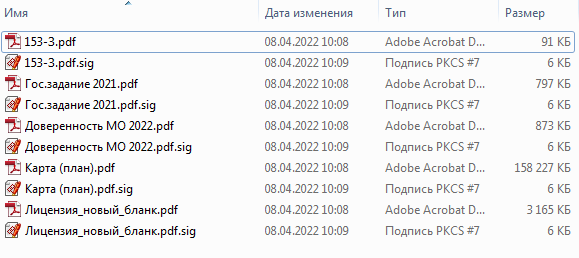 Имя Дата изменения Тип Размер
153-З.pdf 08.04.2022 10:08 Adobe Acrobat D... 91 КБ
153-З.pdf.sig 08.04.2022 10:09 Подпись PKCS #7 6 КБ
Гос.задание 2021.pdf 08.04.2022 10:08 Adobe Acrobat D... 797 КБ
Гос.задание 2021.pdf.sig 08.04.2022 10:09 Подпись PKCS #7 6 КБ
Доверенность МО 2022.pdf 08.04.2022 10:08 Adobe Acrobat D... 873 КБ
Доверенность МО 2022.pdf.sig 08.04.2022 10:09 Подпись PKCS #7 6 КБ
Карта (план).pdf 08.04.2022 10:08 Adobe Acrobat D... 158 227 КБ
Карта (план).pdf.sig 08.04.2022 10:09 Подпись PKCS #7 6 КБ
Лицензия_новый_бланк.pdf 08.04.2022 10:08 Adobe Acrobat D... 3 165 КБ
Лицензия_новый_бланк.pdf.sig 08.04.2022 10:09 Подпись PKCS #7 6 КБ